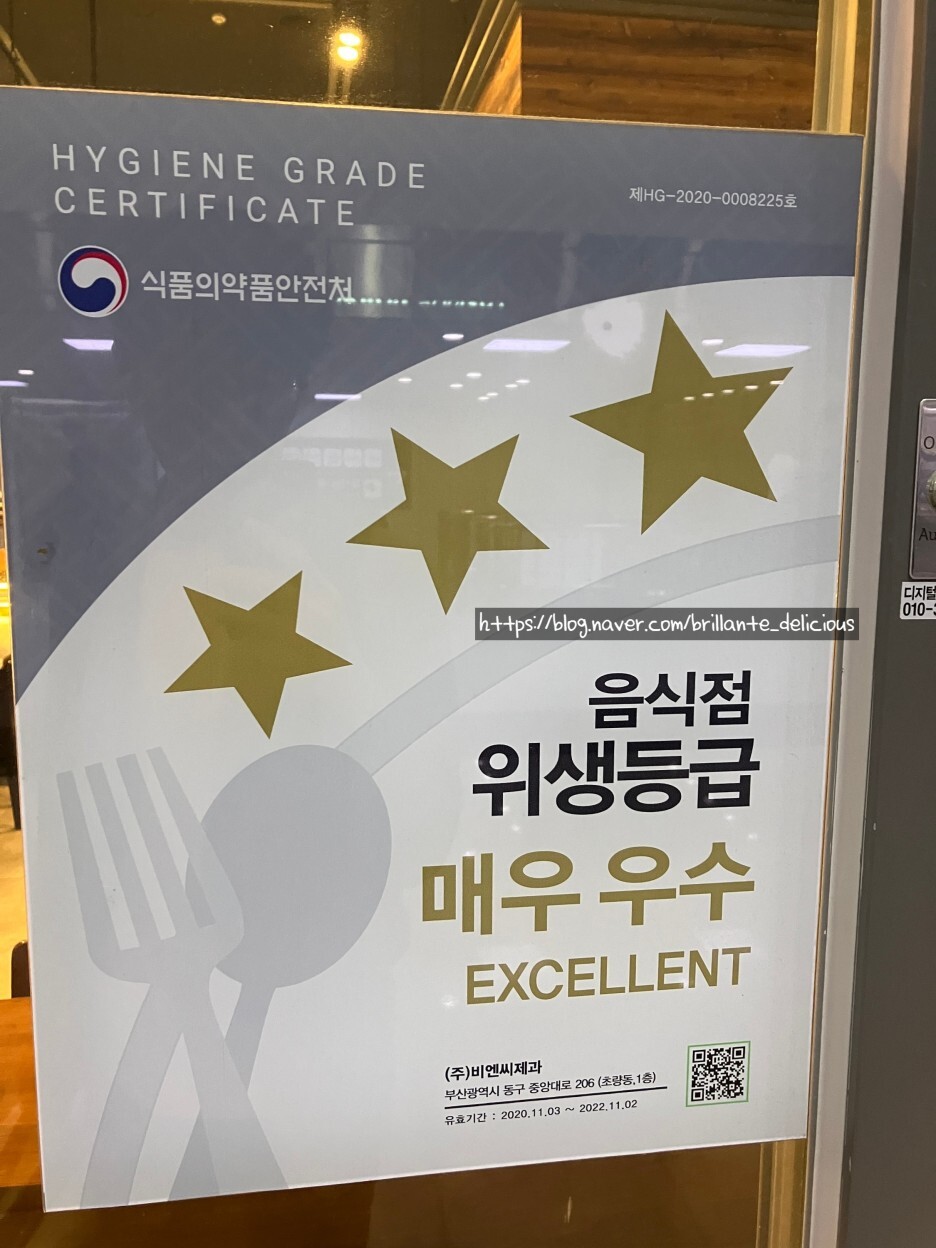 HYGIENE GRADE
CERTIFICATE
제HG-2020-0008225호
식품의약품안전처
https://blog.naver.com/brillante_delicious
음식점
위생등급
매우 우수
EXCELLENT
(주)비엔씨제과
부산광역시 동구 중앙대로 206 (초량동,1층)
유효기간 : 2020.11.03 ~ 2022.11.02
디지털